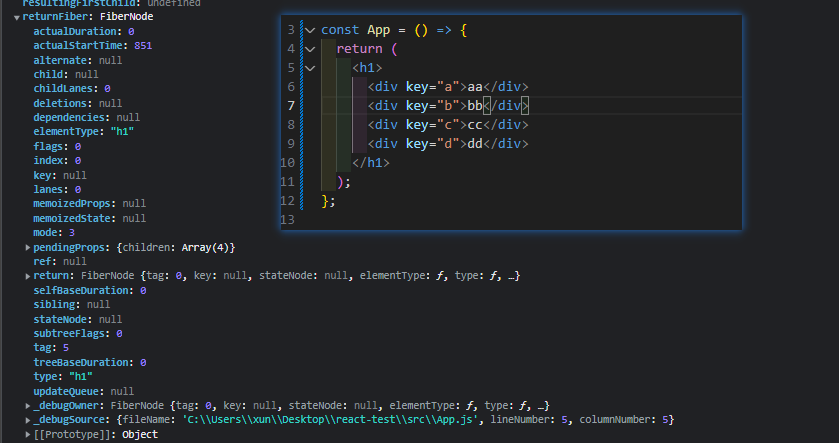 resultingFirstChild: undefined
returnFiber: FiberNode
actualDuration: 0
actualStartTime: 851
alternate: null
child: null
childLanes: 0
deletions: null
dependencies: null
elementType: "h1"
flags: 0
index: 0
key: null
lanes: 0
memoizedProps: null
memoizedState: null
mode: 3
pendingProps: {children: Array(4)}
ref: null
return: FiberNode {tag: 0, key: null, stateNode: null, elementType: ƒ, type: ƒ, …}
selfBaseDuration: 0
sibling: null
stateNode: null
subtreeFlags: 0
tag: 5
treeBaseDuration: 0
type: "h1"
updateQueue: null
_debugOwner: FiberNode {tag: 0, key: null, stateNode: null, elementType: ƒ, type: ƒ, …}
_debugSource: {fileName: 'C:\\Users\\xun\\Desktop\\react-test\\src\\App.js', lineNumber: 5, columnNumber: 5}
[[Prototype]]: Object
3 const App = () => {
4 return (
5 <h1>
6 <div key="a">aa</div>
7 <div key="b">bb</div>
8 <div key="c">cc</div>
9 <div key="d">dd</div>
10 </h1>
11 );
12 };
13